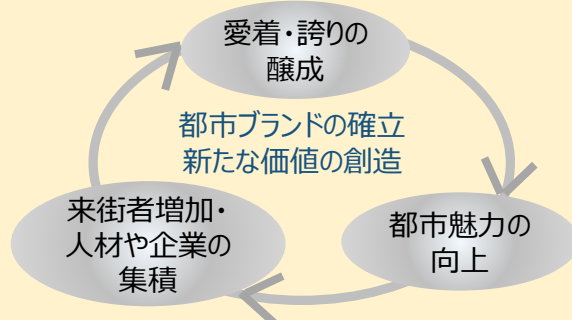 愛着・誇りの
醸成
都市ブランドの確立
新たな価値の創造
来街者増加・
人材や企業の
集積
都市魅力の
向上